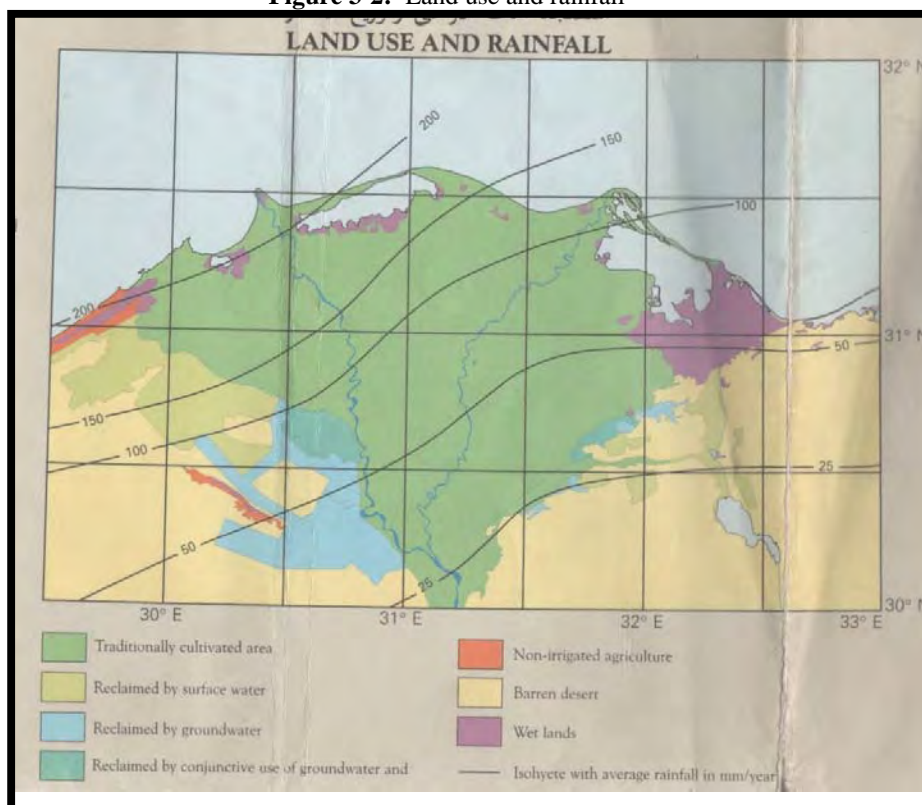 Figure 3-2: Land use and rainfall
LAND USE AND RAINFALL
32° N
200
150
100
200
31° N
50
150
100
25
50
25
30° N
30° E
31° E
32° E
33° E
Traditionally cultivated area
Reclaimed by surface water
Reclaimed by groundwater
Reclaimed by conjunctive use of groundwater and
Non-irrigated agriculture
Barren desert
Wet lands
Isohyete with average rainfall in mm/year